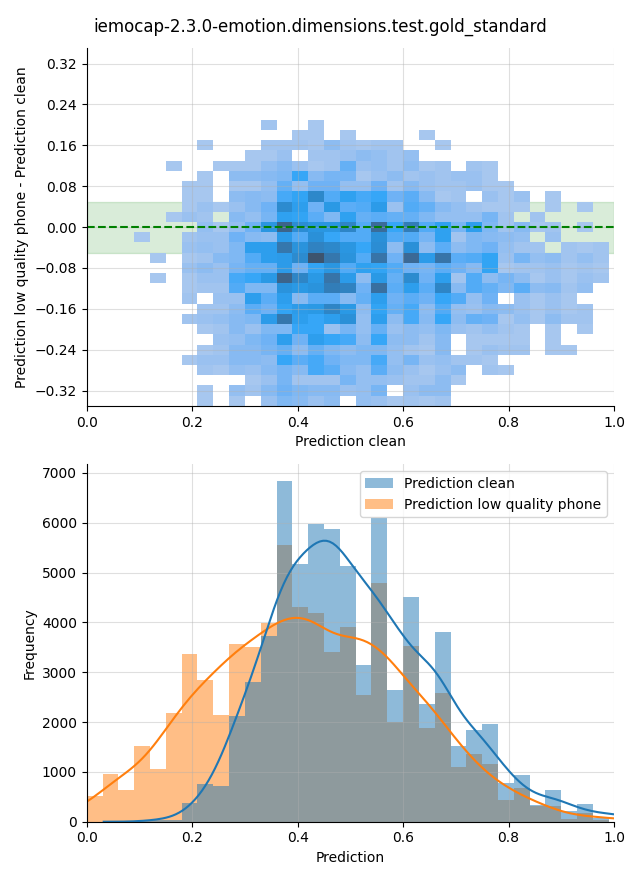 iemocap-2.3.0-emotion.dimensions.test.gold_standard
Prediction low quality phone - Prediction clean
0.32
0.24
0.16
0.08
0.00
−0.08
−0.16
−0.24
−0.32
0.0 0.2 0.4 0.6 0.8 1.0
Prediction clean
Frequency
7000
6000
5000
4000
3000
2000
1000
0
Prediction clean
Prediction low quality phone
0.0 0.2 0.4 0.6 0.8 1.0
Prediction